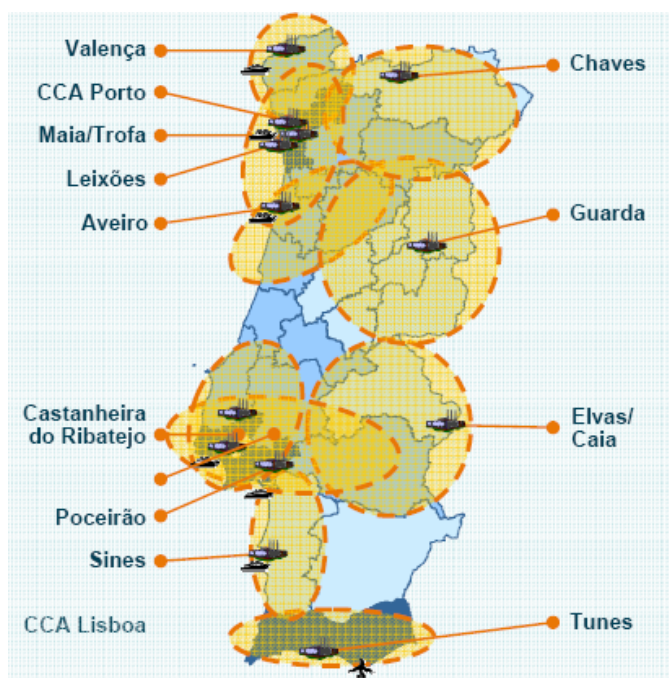 Valença
CCA Porto
Maia/Trofa
Leixões
Aveiro
Chaves
Guarda
Castanheira
do Ribatejo
Poceirão
Sines
CCA Lisboa
Elvas/
Caia
Tunes